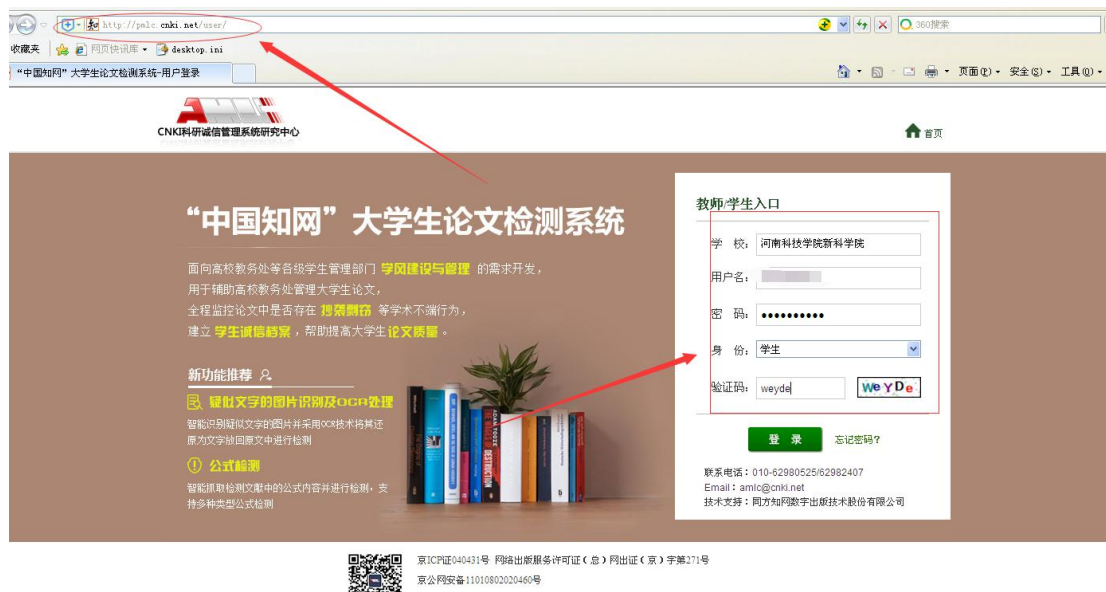 http://pmlc.cnki.net/user/
360搜索
收藏夹 网页快讯库 desktop.ini
“中国知网”大学生论文检测系统-用户登录
页面(P) 安全(S) 工具(O)
CNKI科研诚信管理系统研究中心
首页
“中国知网”大学生论文检测系统
面向高校教务处等各级学生管理部门 学风建设与管理 的需求开发，
用于辅助高校教务处管理大学生论文，
全程监控论文中是否存在 抄袭剽窃 等学术不端行为，
建立 学生诚信档案 ，帮助提高大学生论文质量 。
新功能推荐
疑似文字的图片识别及OCR处理
智能识别疑似文字的图片并采用OCR技术将其还
原为文字放回原文中进行检测
公式检测
智能抓取检测文献中的公式内容并进行检测，支
持多种类型公式检测
ADAM TOOZE
DESTRUCTION
教师/学生入口
学 校: 河南科技学院新科学院
用户名:
密 码: ••••••••••
身 份: 学生
验证码: weyde WeYDe
登 录 忘记密码?
联系电话：010-62980525/62982407
Email：amlc@cnki.net
技术支持：同方知网数字出版技术股份有限公司
京ICP证040431号 网络出版服务许可证(总)网出证(京)字第271号
京公网安备11010802020460号